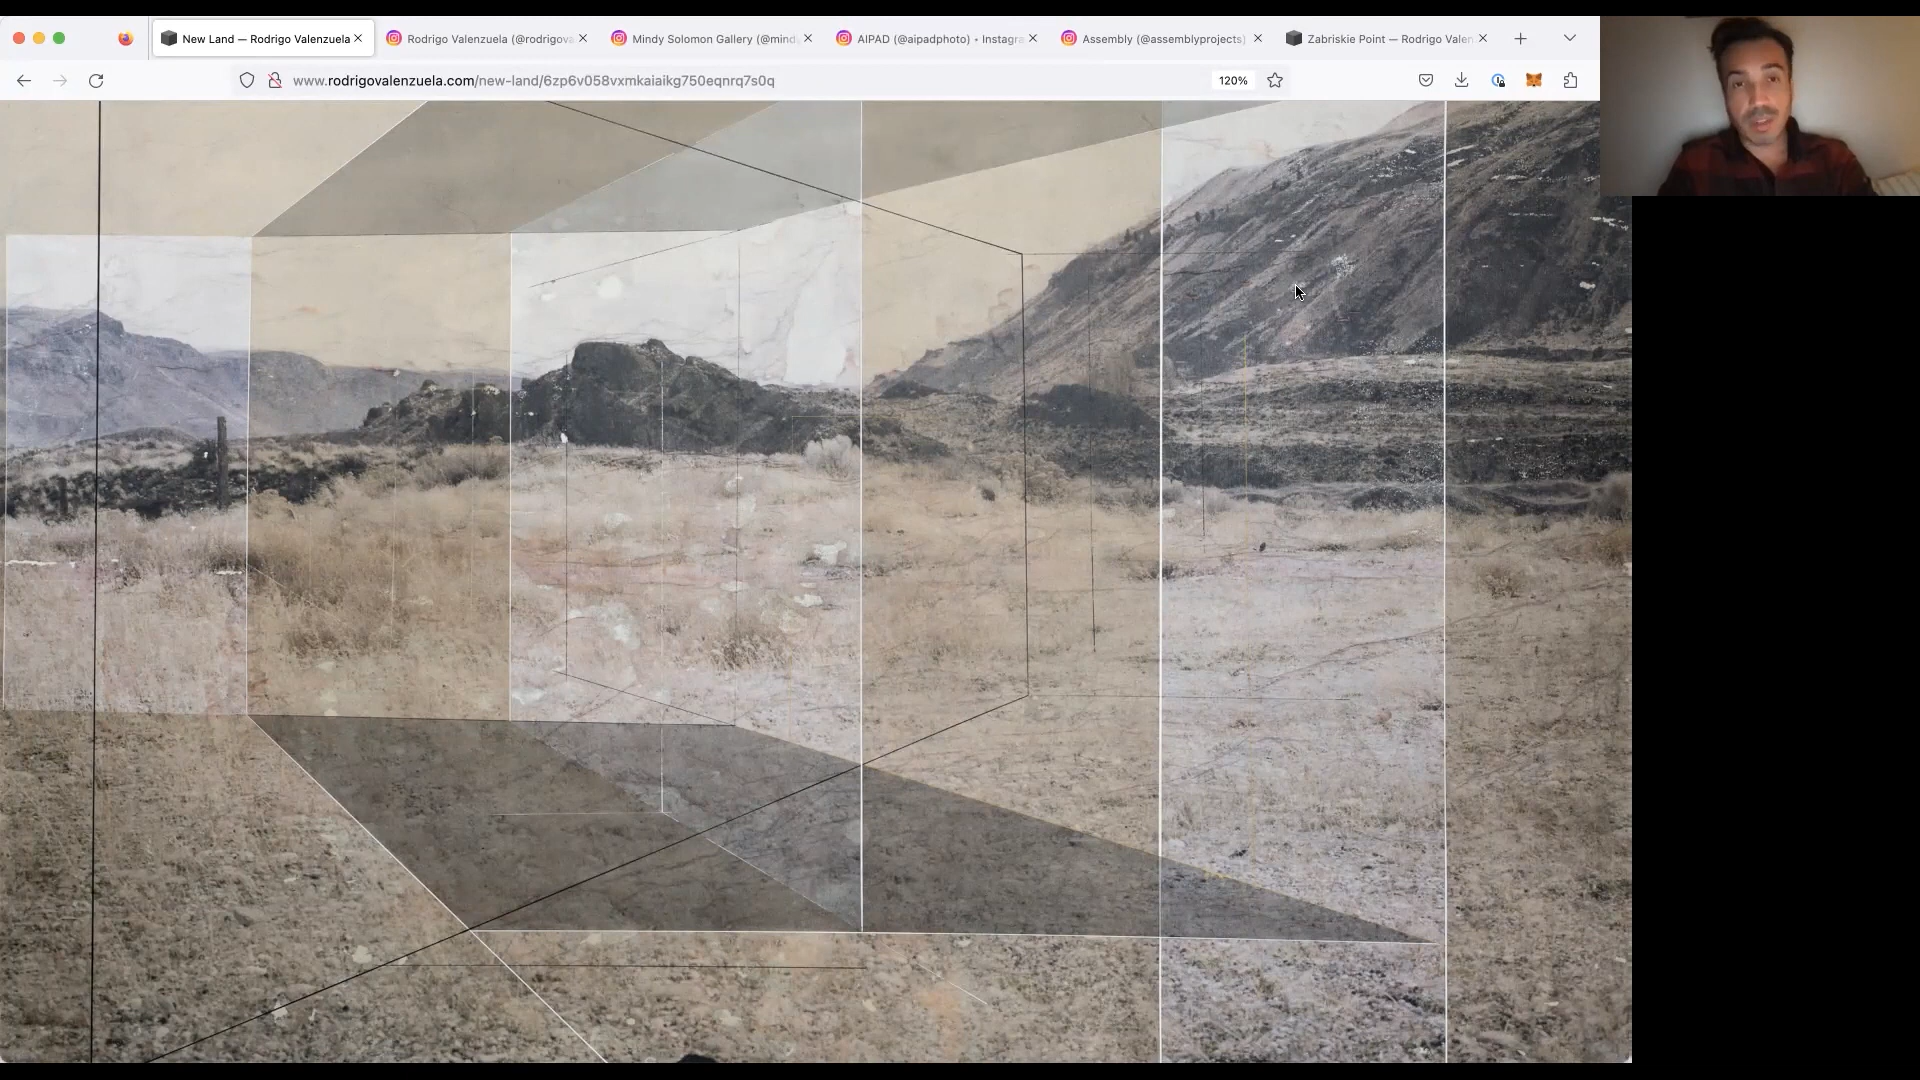 New Land — Rodrigo Valenzuela
Rodrigo Valenzuela (@rodrigova
Mindy Solomon Gallery (@mind
AIPAD (@aipadphoto) • Instagra
Assembly (@assemblyprojects)
Zabriskie Point — Rodrigo Valen
www.rodrigovalenzuela.com/new-land/6zp6v058vxmkaiaikg750eqnrq7s0q
120%